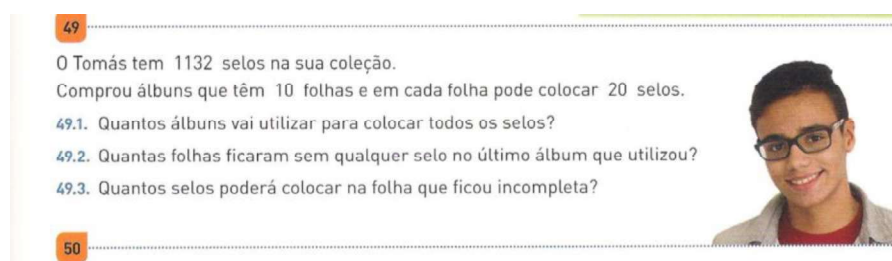 49
O Tomás tem 1132 selos na sua coleção.
Comprou álbuns que têm 10 folhas e em cada folha pode colocar 20 selos.
49.1. Quantos álbuns vai utilizar para colocar todos os selos?
49.2. Quantas folhas ficaram sem qualquer selo no último álbum que utilizou?
49.3. Quantos selos poderá colocar na folha que ficou incompleta?
50